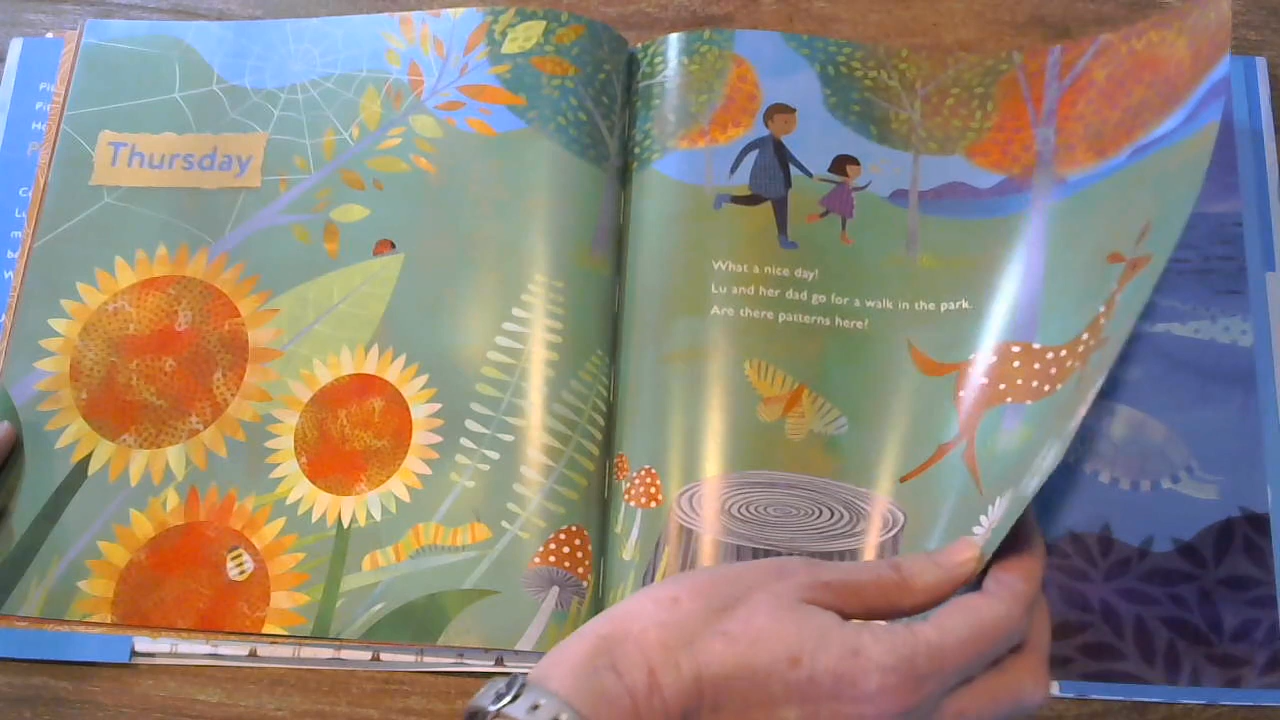 Thursday
What a nice day!
Lu and her dad go for a walk in the park.
Are there patterns here?